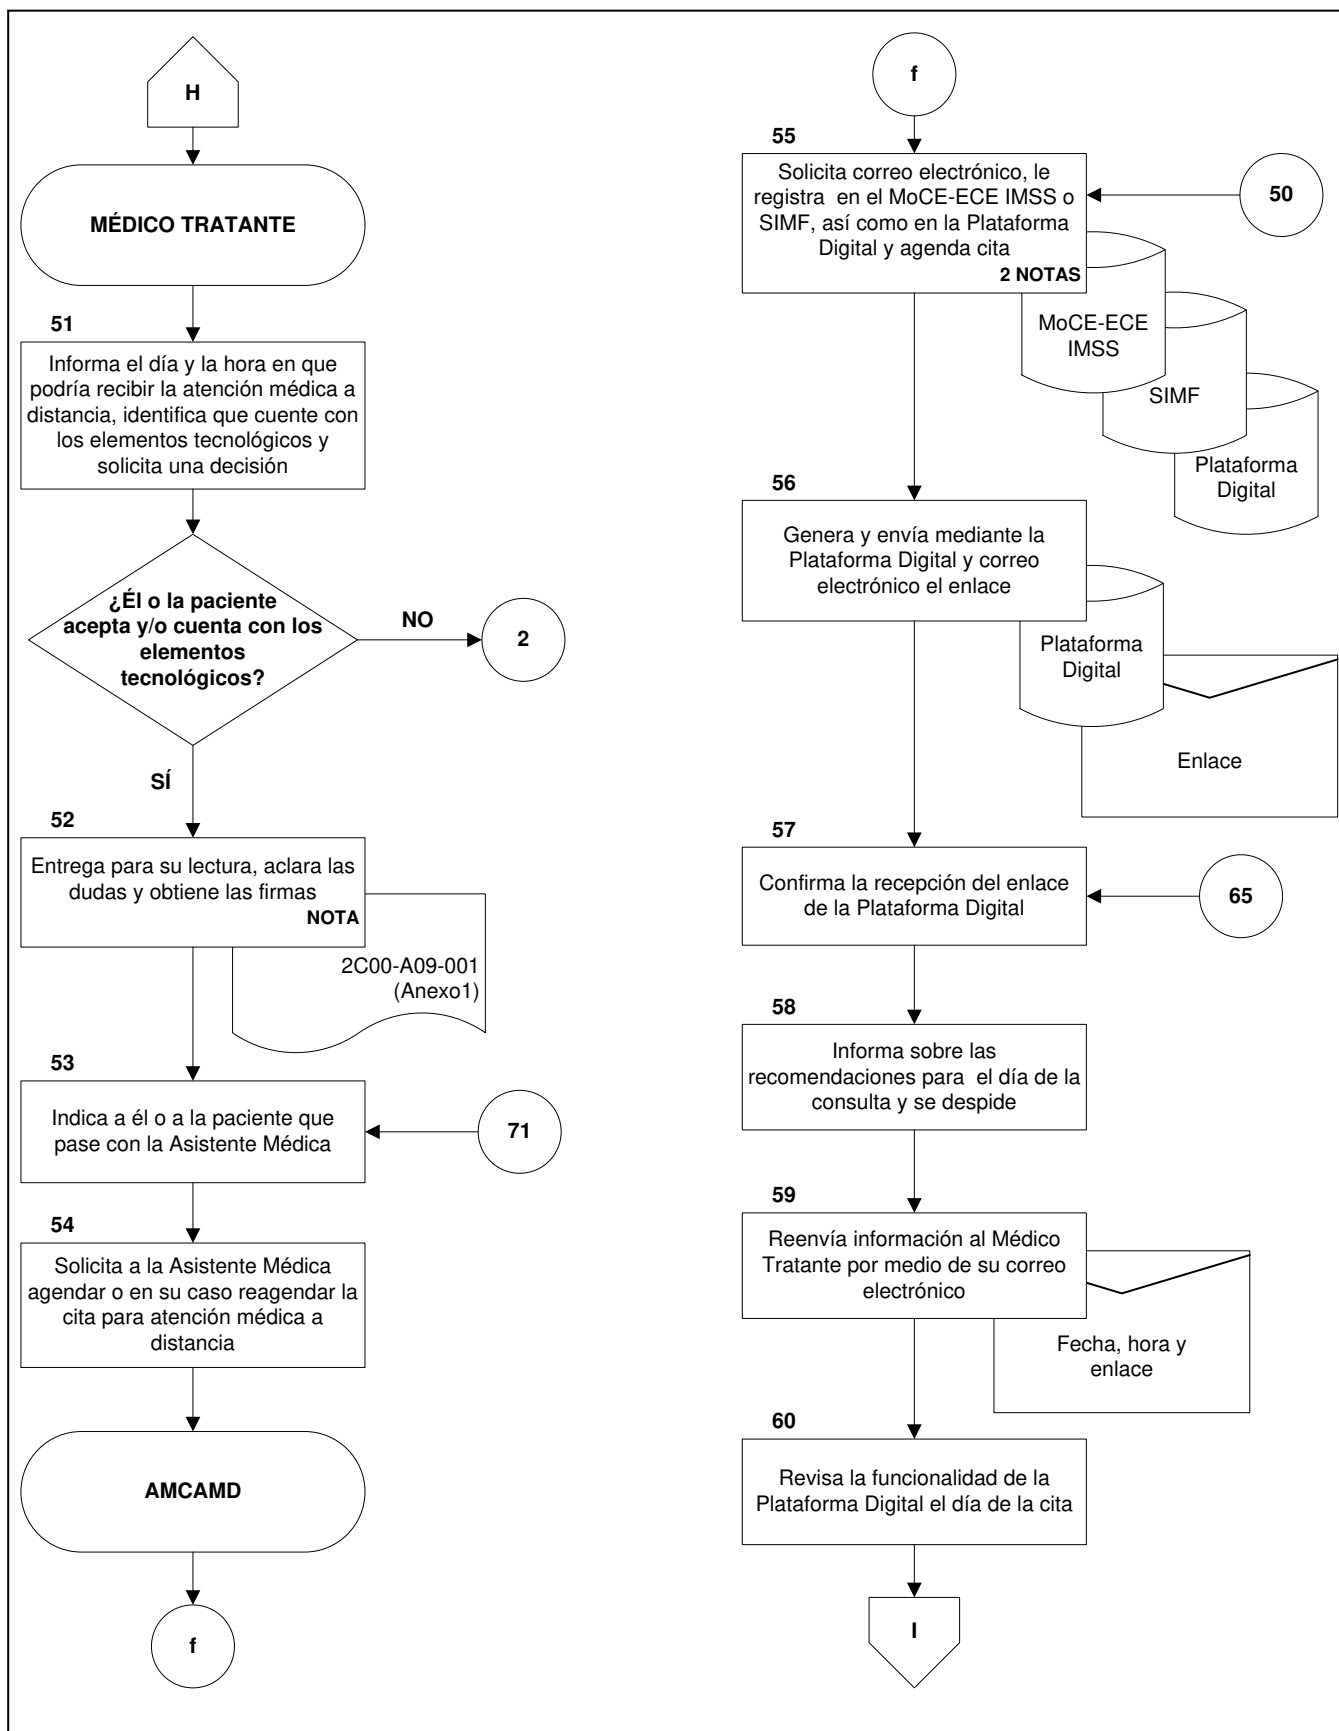 H
MÉDICO TRATANTE
51
Informa el día y la hora en que
podría recibir la atención médica a
distancia, identifica que cuente con
los elementos tecnológicos y
solicita una decisión
¿Él o la paciente
acepta y/o cuenta con los
elementos
tecnológicos?
NO
2
SÍ
52
Entrega para su lectura, aclara las
dudas y obtiene las firmas
NOTA
2C00-A09-001
(Anexo1)
53
Indica a él o a la paciente que
pase con la Asistente Médica
71
54
Solicita a la Asistente Médica
agendar o en su caso reagendar la
cita para atención médica a
distancia
AMCAMD
f
f
55
Solicita correo electrónico, le
registra en el MoCE-ECE IMSS o
SIMF, así como en la Plataforma
Digital y agenda cita
2 NOTAS
50
MoCE-ECE
IMSS
SIMF
Plataforma
Digital
56
Genera y envía mediante la
Plataforma Digital y correo
electrónico el enlace
Plataforma
Digital
Enlace
57
Confirma la recepción del enlace
de la Plataforma Digital
65
58
Informa sobre las
recomendaciones para el día de la
consulta y se despide
59
Reenvía información al Médico
Tratante por medio de su correo
electrónico
Fecha, hora y
enlace
60
Revisa la funcionalidad de la
Plataforma Digital el día de la cita
I